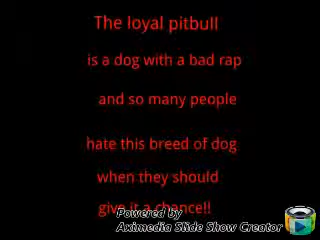 The loyal pitbull
is a dog with a bad rap
and so many people
hate this breed of dog
when they should
give it a chance!!
Powered by
Aximedia Slide Show Creator